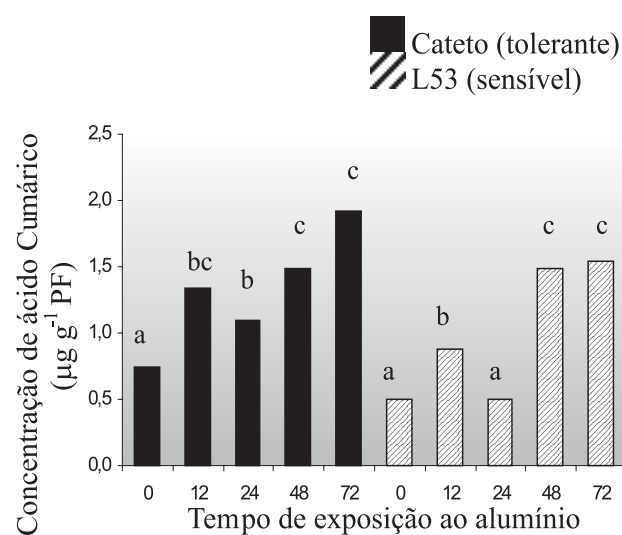 Cateto (tolerante)
L53 (sensível)
Concentração de ácido Cumárico
(μg g-1 PF)
2,5
2,0
1,5
1,0
0,5
0,0
a
bc
b
c
c
a
b
a
c
c
0 12 24 48 72 0 12 24 48 72
Tempo de exposição ao alumínio